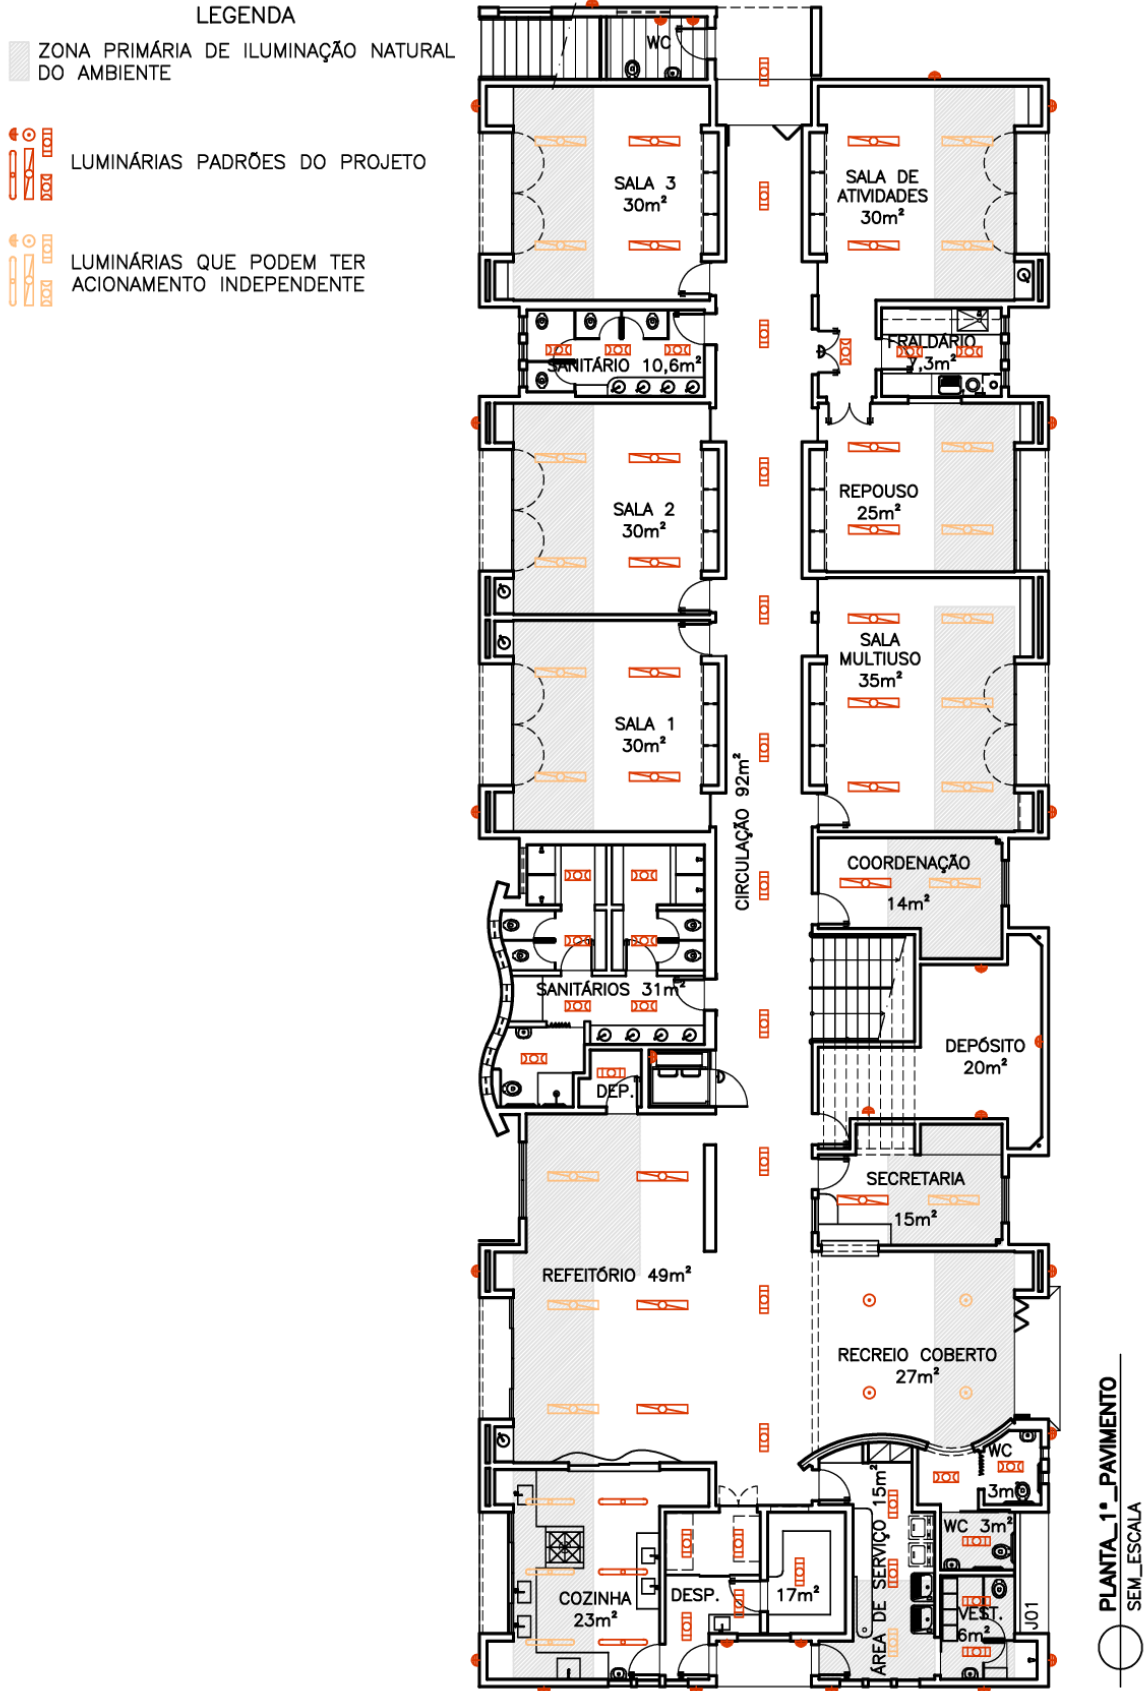 LEGENDA
ZONA PRIMÁRIA DE ILUMINAÇÃO NATURAL
DO AMBIENTE
LUMINÁRIAS PADRÕES DO PROJETO
LUMINÁRIAS QUE PODEM TER
ACIONAMENTO INDEPENDENTE
WC
SALA 3
30m²
SALA DE
ATIVIDADES
30m²
SANITÁRIO 10,6m²
FRALDÁRIO
7,3m²
SALA 2
30m²
REPOUSO
25m²
SALA
MULTIUSO
35m²
SALA 1
30m²
CIRCULAÇÃO 92m²
COORDENAÇÃO
14m²
SANITÁRIOS 31m²
DEPÓSITO
20m²
DEP.
SECRETARIA
15m²
REFEITÓRIO 49m²
RECREIO COBERTO
27m²
WC
3m
WC 3m²
ÁREA DE SERVIÇO 15m²
COZINHA
23m²
DESP.
17m²
VEST.
6m²
J01
PLANTA_1ª_PAVIMENTO
SEM_ESCALA